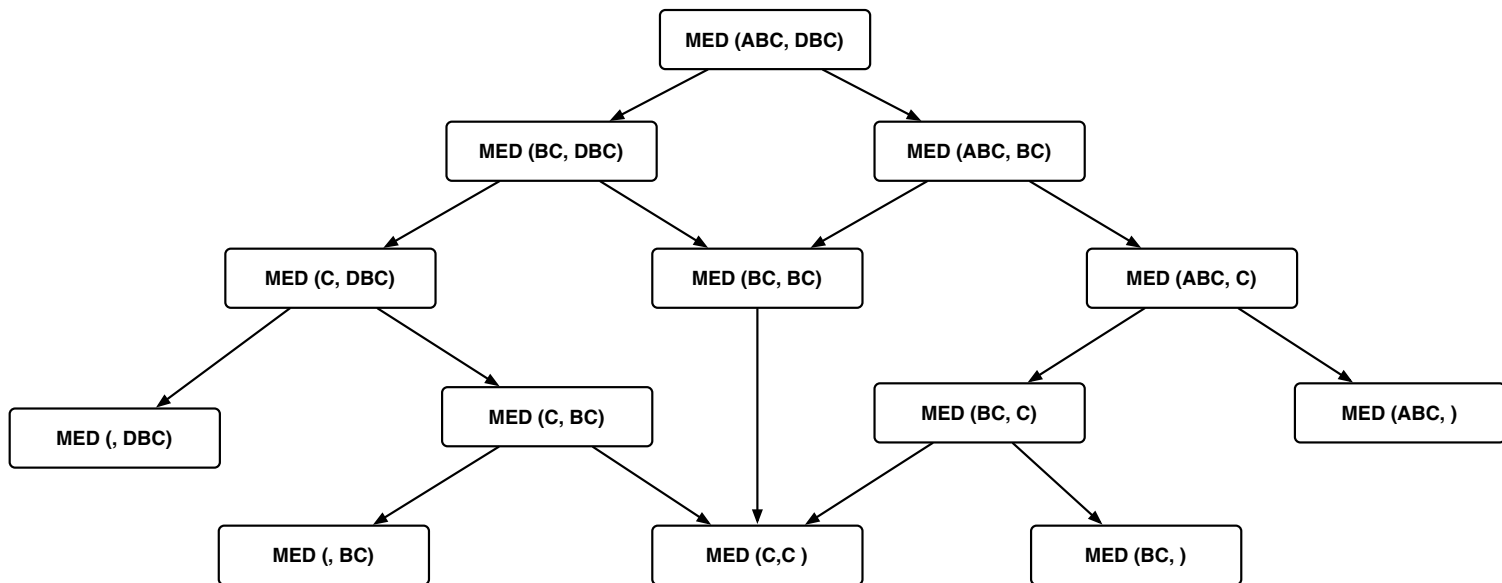 MED (ABC, DBC)
MED (BC, DBC)
MED (ABC, BC)
MED (C, DBC)
MED (BC, BC)
MED (ABC, C)
MED (, DBC)
MED (C, BC)
MED (BC, C)
MED (ABC, )
MED (, BC)
MED (C,C )
MED (BC, )